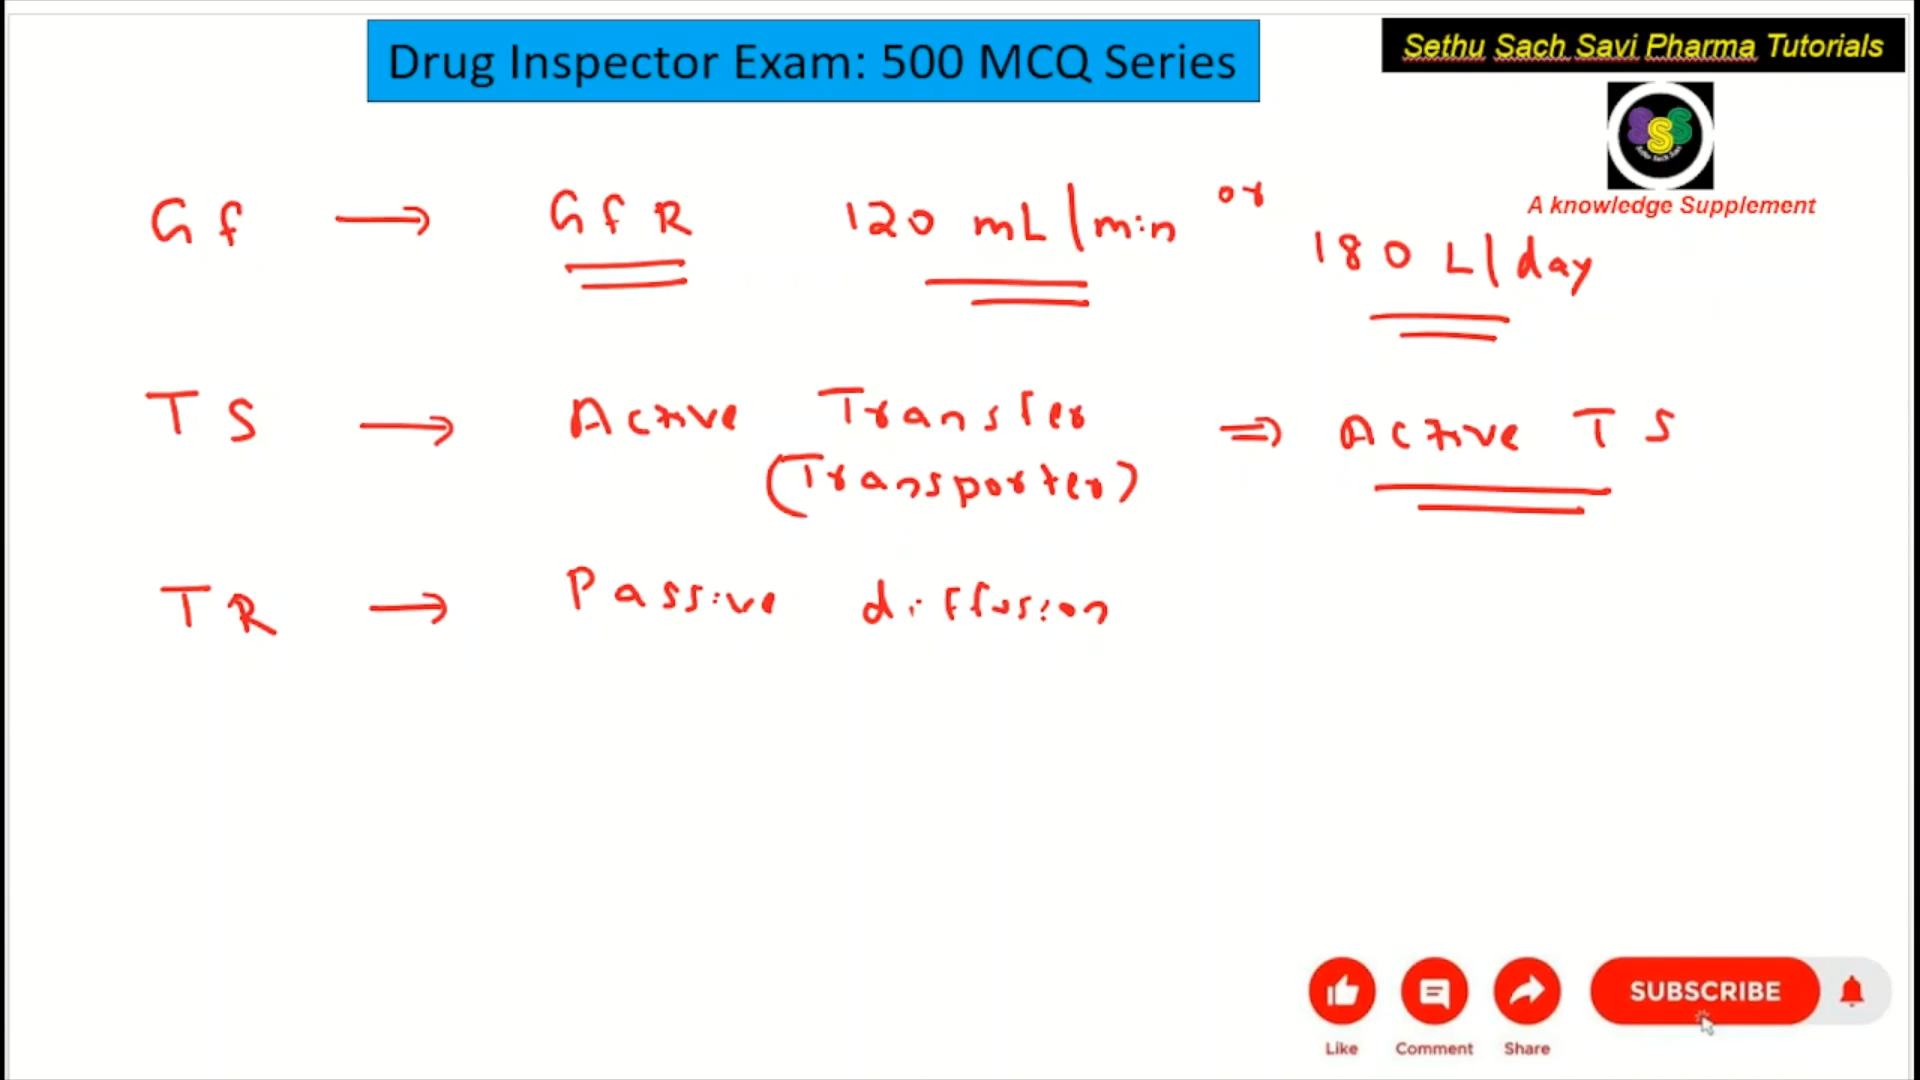 Drug Inspector Exam: 500 MCQ Series
Sethu Sach Savi Pharma Tutorials
SSS
A knowledge Supplement
GF → GFR 120 mL/min or 180 L/day
TS → Active Transfer ⇒ Active TS
(Transporter)
TR → Passive diffusion
SUBSCRIBE
Like Comment Share